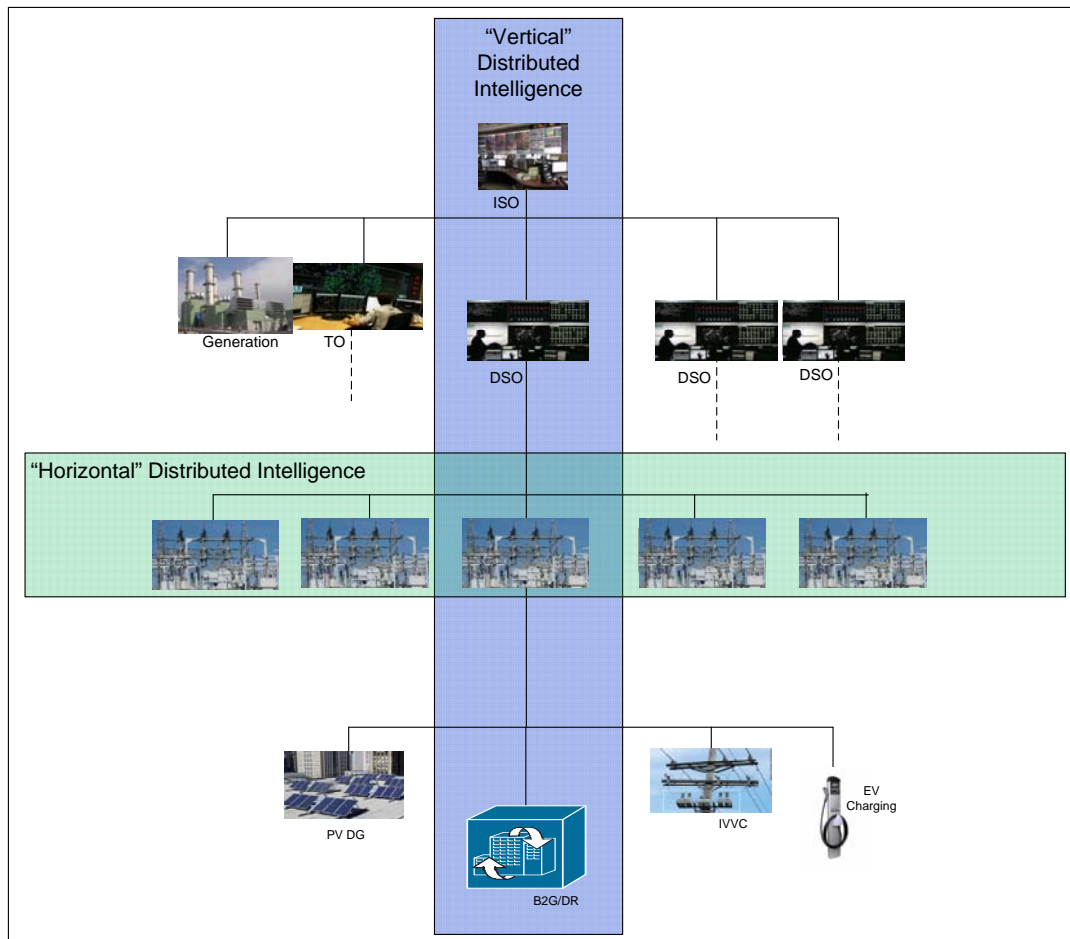 “Vertical”
Distributed
Intelligence
ISO
Generation
TO
DSO
DSO
DSO
“Horizontal” Distributed Intelligence
PV DG
B2G/DR
IVVC
EV
Charging